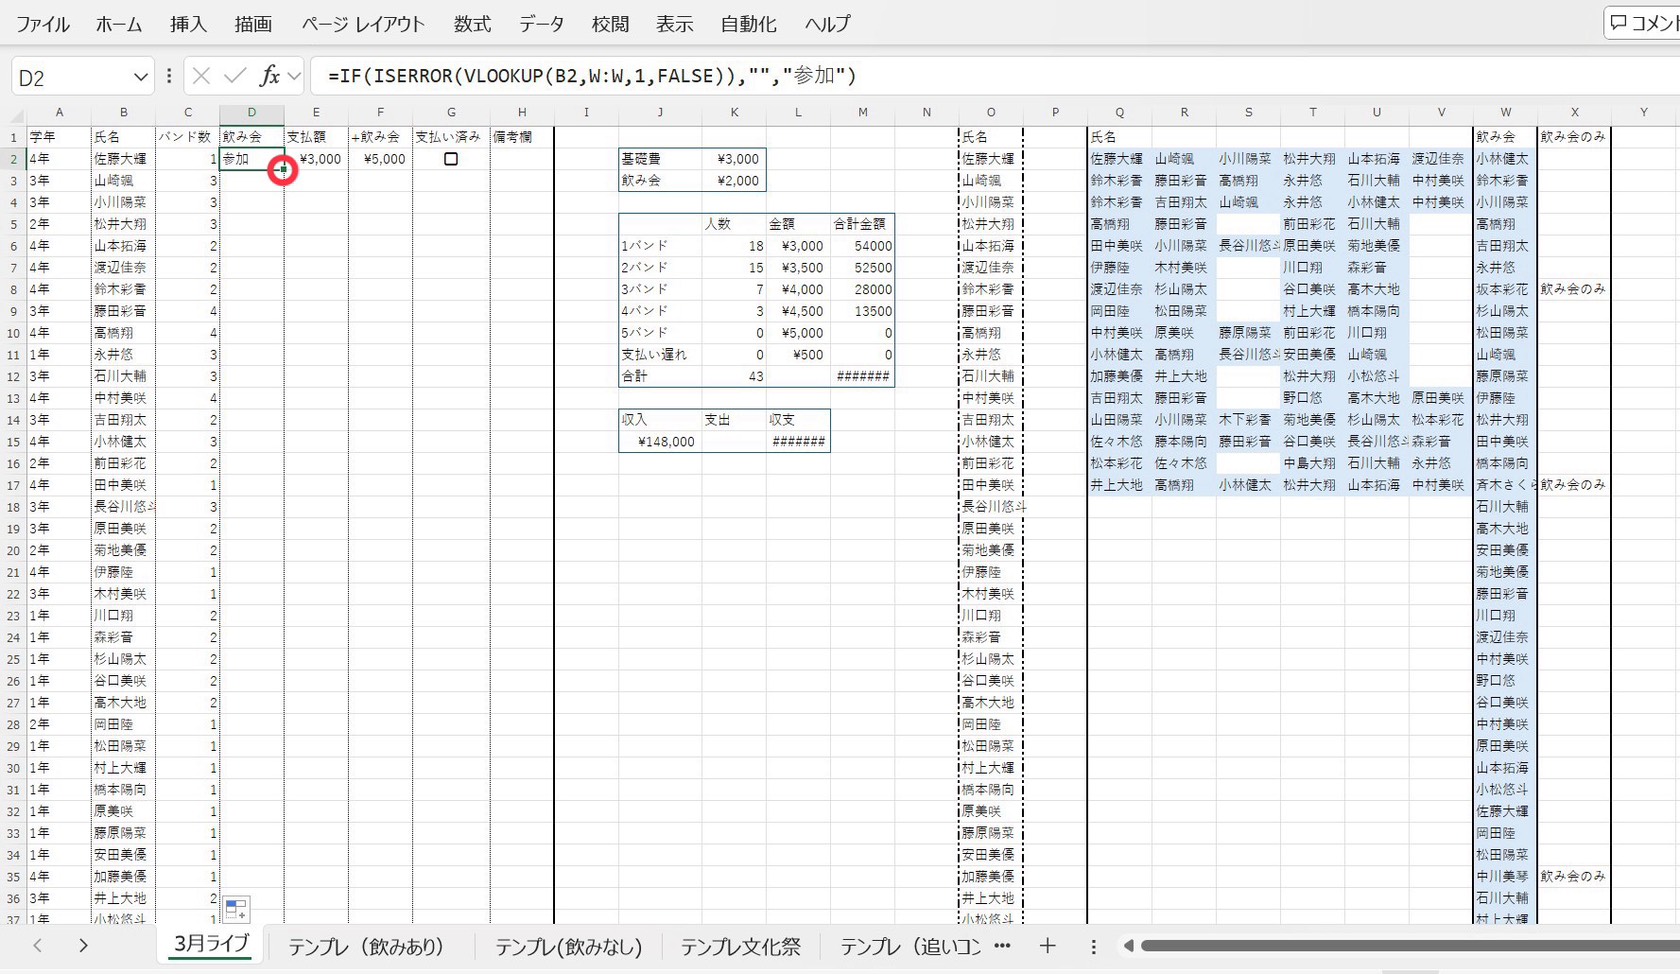 ファイル ホーム 挿入 描画 ページ レイアウト 数式 データ 校閲 表示 自動化 ヘルプ
D2 fx =IF(ISERROR(VLOOKUP(B2,W:W,1,FALSE)),"","参加")
A B C D E F G H I J K L M N O P Q R S T U V W X Y
1 学年 氏名 バンド数 飲み会 支払額 +飲み会 支払い済み 備考欄 氏名 氏名 飲み会 飲み会のみ
2 4年 佐藤大輝 1 参加 ¥3,000 ¥5,000 基礎費 ¥3,000 佐藤大輝 佐藤大輝 山崎颯 小川陽菜 松井大翔 山本拓海 渡辺佳奈 小林健太
3 3年 山崎颯 3 飲み会 ¥2,000 山崎颯 鈴木彩香 藤田彩音 高橋翔 永井悠 石川大輔 中村美咲 鈴木彩香
4 3年 小川陽菜 3 小川陽菜 鈴木彩香 吉田翔太 山崎颯 永井悠 小林健太 中村美咲 小川陽菜
5 2年 松井大翔 3 人数 金額 合計金額 松井大翔 高橋翔 藤田彩音 前田彩花 石川大輔 高橋翔
6 4年 山本拓海 2 1バンド 18 ¥3,000 54000 山本拓海 田中美咲 小川陽菜 長谷川悠斗 原田美咲 菊地美優 吉田翔太
7 4年 渡辺佳奈 2 2バンド 15 ¥3,500 52500 渡辺佳奈 伊藤陸 木村美咲 川口翔 森彩音 永井悠
8 4年 鈴木彩香 2 3バンド 7 ¥4,000 28000 鈴木彩香 渡辺佳奈 杉山陽太 谷口美咲 高木大地 坂本彩花 飲み会のみ
9 3年 藤田彩音 4 4バンド 3 ¥4,500 13500 藤田彩音 岡田陸 松田陽菜 村上大輝 橋本陽向 杉山陽太
10 4年 高橋翔 4 5バンド 0 ¥5,000 0 高橋翔 中村美咲 原美咲 藤原陽菜 前田彩花 川口翔 松田陽菜
11 1年 永井悠 3 支払い遅れ 0 ¥500 0 永井悠 小林健太 高橋翔 長谷川悠斗 安田美優 山崎颯 山崎颯
12 3年 石川大輔 3 合計 43 ####### 石川大輔 加藤美優 井上大地 松井大翔 小松悠斗 藤原陽菜
13 4年 中村美咲 4 中村美咲 吉田翔太 藤田彩音 野口悠 高木大地 原田美咲 伊藤陸
14 3年 吉田翔太 2 収入 支出 収支 吉田翔太 山田陽菜 小川陽菜 木下彩香 菊地美優 杉山陽太 松本彩花 松井大翔
15 4年 小林健太 3 ¥148,000 ####### 小林健太 佐々木悠 藤本陽向 藤田彩音 谷口美咲 長谷川悠斗 森彩音 田中美咲
16 2年 前田彩花 2 前田彩花 松本彩花 佐々木悠 中島大翔 石川大輔 永井悠 橋本陽向
17 4年 田中美咲 1 田中美咲 井上大地 高橋翔 小林健太 松井大翔 山本拓海 中村美咲 斉木さくら 飲み会のみ
18 3年 長谷川悠斗 3 長谷川悠斗 石川大輔
19 3年 原田美咲 2 原田美咲 高木大地
20 2年 菊地美優 2 菊地美優 安田美優
21 4年 伊藤陸 1 伊藤陸 菊地美優
22 3年 木村美咲 1 木村美咲 藤田彩音
23 1年 川口翔 2 川口翔 川口翔
24 1年 森彩音 2 森彩音 渡辺佳奈
25 1年 杉山陽太 2 杉山陽太 中村美咲
26 1年 谷口美咲 2 谷口美咲 野口悠
27 1年 高木大地 2 高木大地 谷口美咲
28 2年 岡田陸 1 岡田陸 中村美咲
29 1年 松田陽菜 1 松田陽菜 原田美咲
30 1年 村上大輝 1 村上大輝 山本拓海
31 1年 橋本陽向 1 橋本陽向 小松悠斗
32 1年 原美咲 1 原美咲 佐藤大輝
33 1年 藤原陽菜 1 藤原陽菜 岡田陸
34 1年 安田美優 1 安田美優 松田陽菜
35 4年 加藤美優 1 加藤美優 中川美琴 飲み会のみ
36 3年 井上大地 2 井上大地 石川大輔
37 1年 小松悠斗 1 小松悠斗 村上大輝
3月ライブ テンプレ（飲みあり） テンプレ(飲みなし) テンプレ文化祭 テンプレ（追いコン